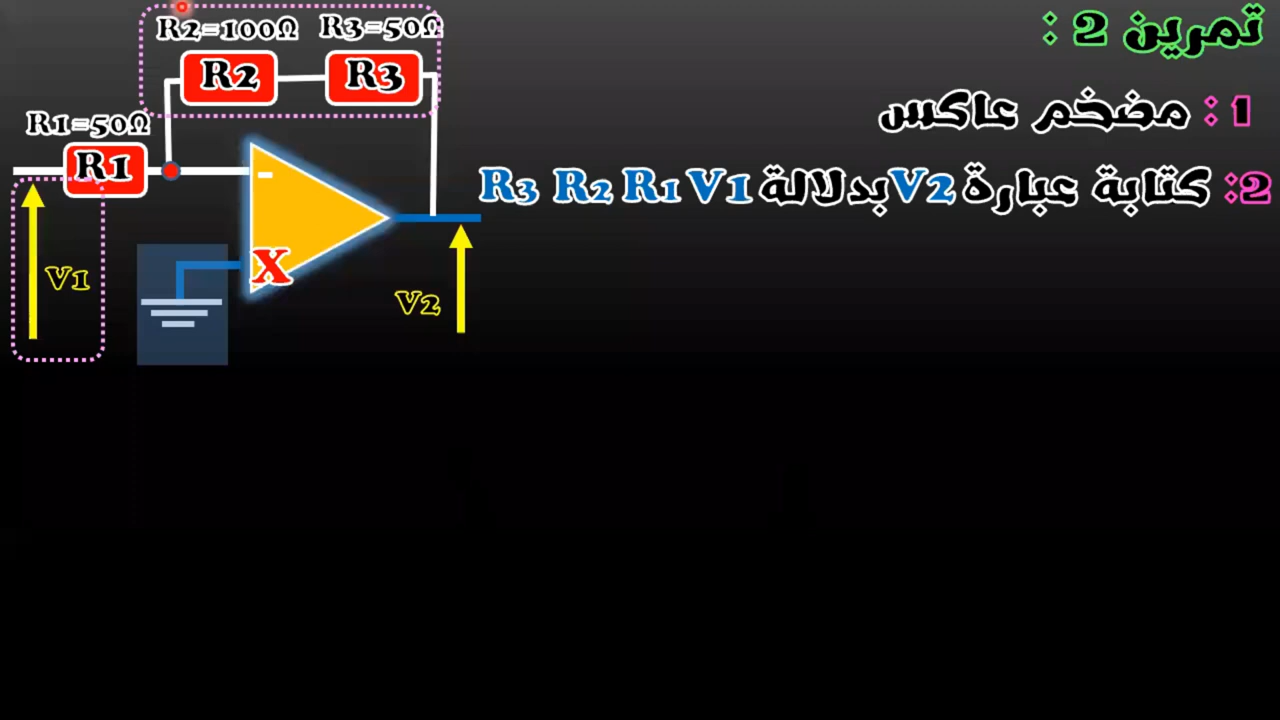 تمرين 2 :
1 : مضخم عاكس
2: كتابة عبارة V2 بدلالة R3 R2 R1 V1
R2=100Ω R3=50Ω
R2 R3
R1=50Ω
R1
-
X
V1
V2